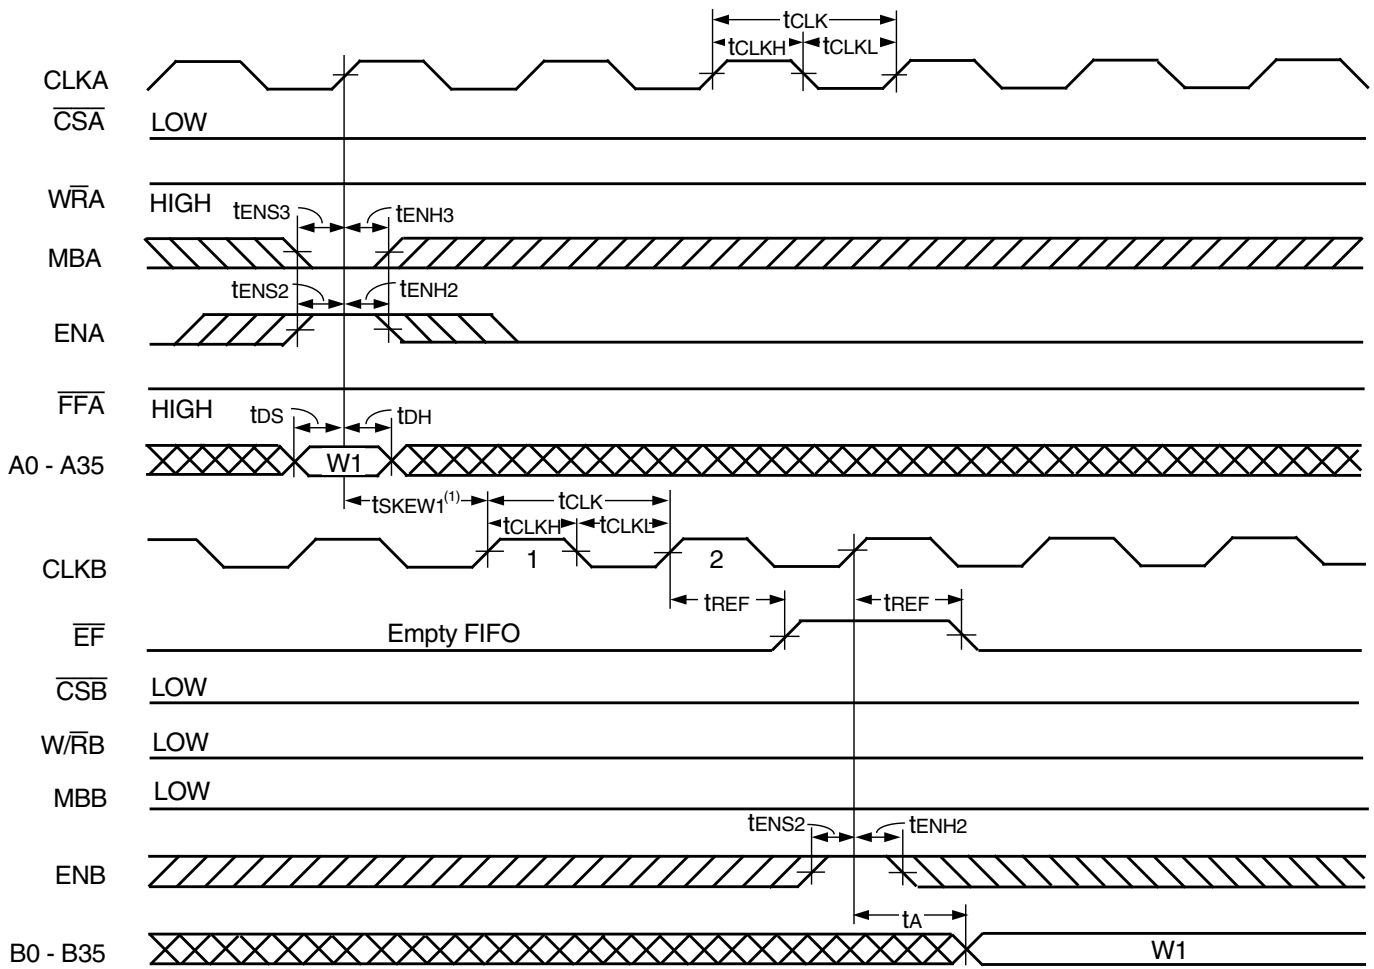 tCLK
tCLKH tCLKL
CLKA
CSA LOW
WRA HIGH
tENS3 tENH3
MBA
tENS2 tENH2
ENA
FFA HIGH
tDS tDH
A0 - A35 W1
tSKEW1(1) tCLK
tCLKH tCLKL
CLKB 1 2
tREF tREF
EF Empty FIFO
CSB LOW
W/RB LOW
MBB LOW
tENS2 tENH2
ENB
tA
B0 - B35 W1